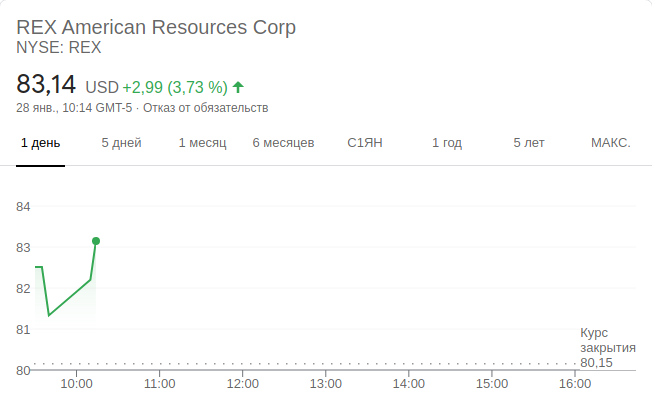 REX American Resources Corp
NYSE: REX
83,14 USD +2,99 (3,73 %)
28 янв., 10:14 GMT-5 · Отказ от обязательств
1 день 5 дней 1 месяц 6 месяцев С1ЯН 1 год 5 лет МАКС.
84
83
82
81
80
Курс
закрытия
80,15
10:00 11:00 12:00 13:00 14:00 15:00 16:00